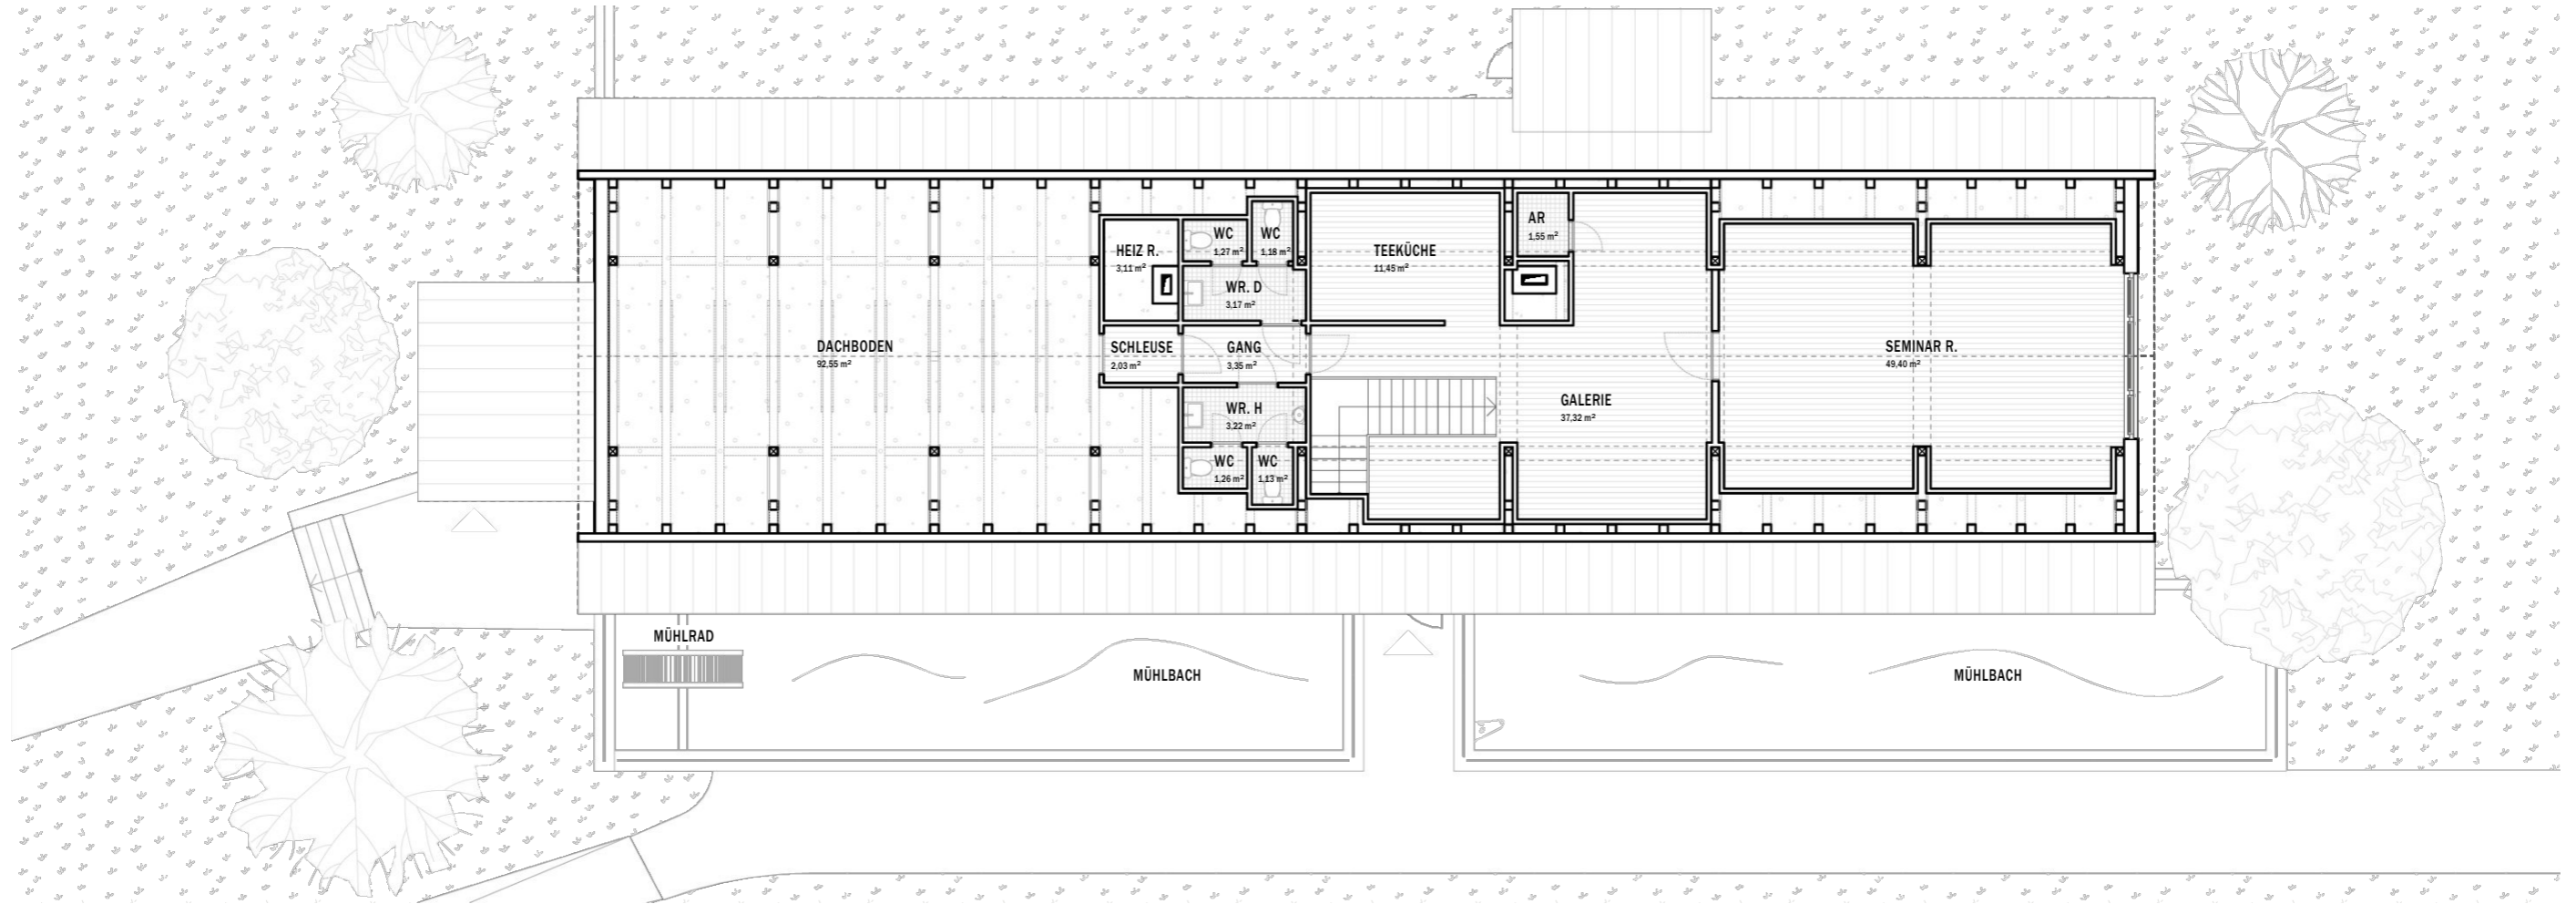 AR
1,55 m²
WC
1,27 m²
WC
1,18 m²
HEIZ R.
3,11 m²
TEEKÜCHE
11,45 m²
WR. D
3,17 m²
DACHBODEN
92,55 m²
SCHLEUSE
2,03 m²
GANG
3,35 m²
SEMINAR R.
49,40 m²
GALERIE
37,32 m²
WR. H
3,22 m²
WC
1,26 m²
WC
1,13 m²
MÜHLRAD
MÜHLBACH
MÜHLBACH